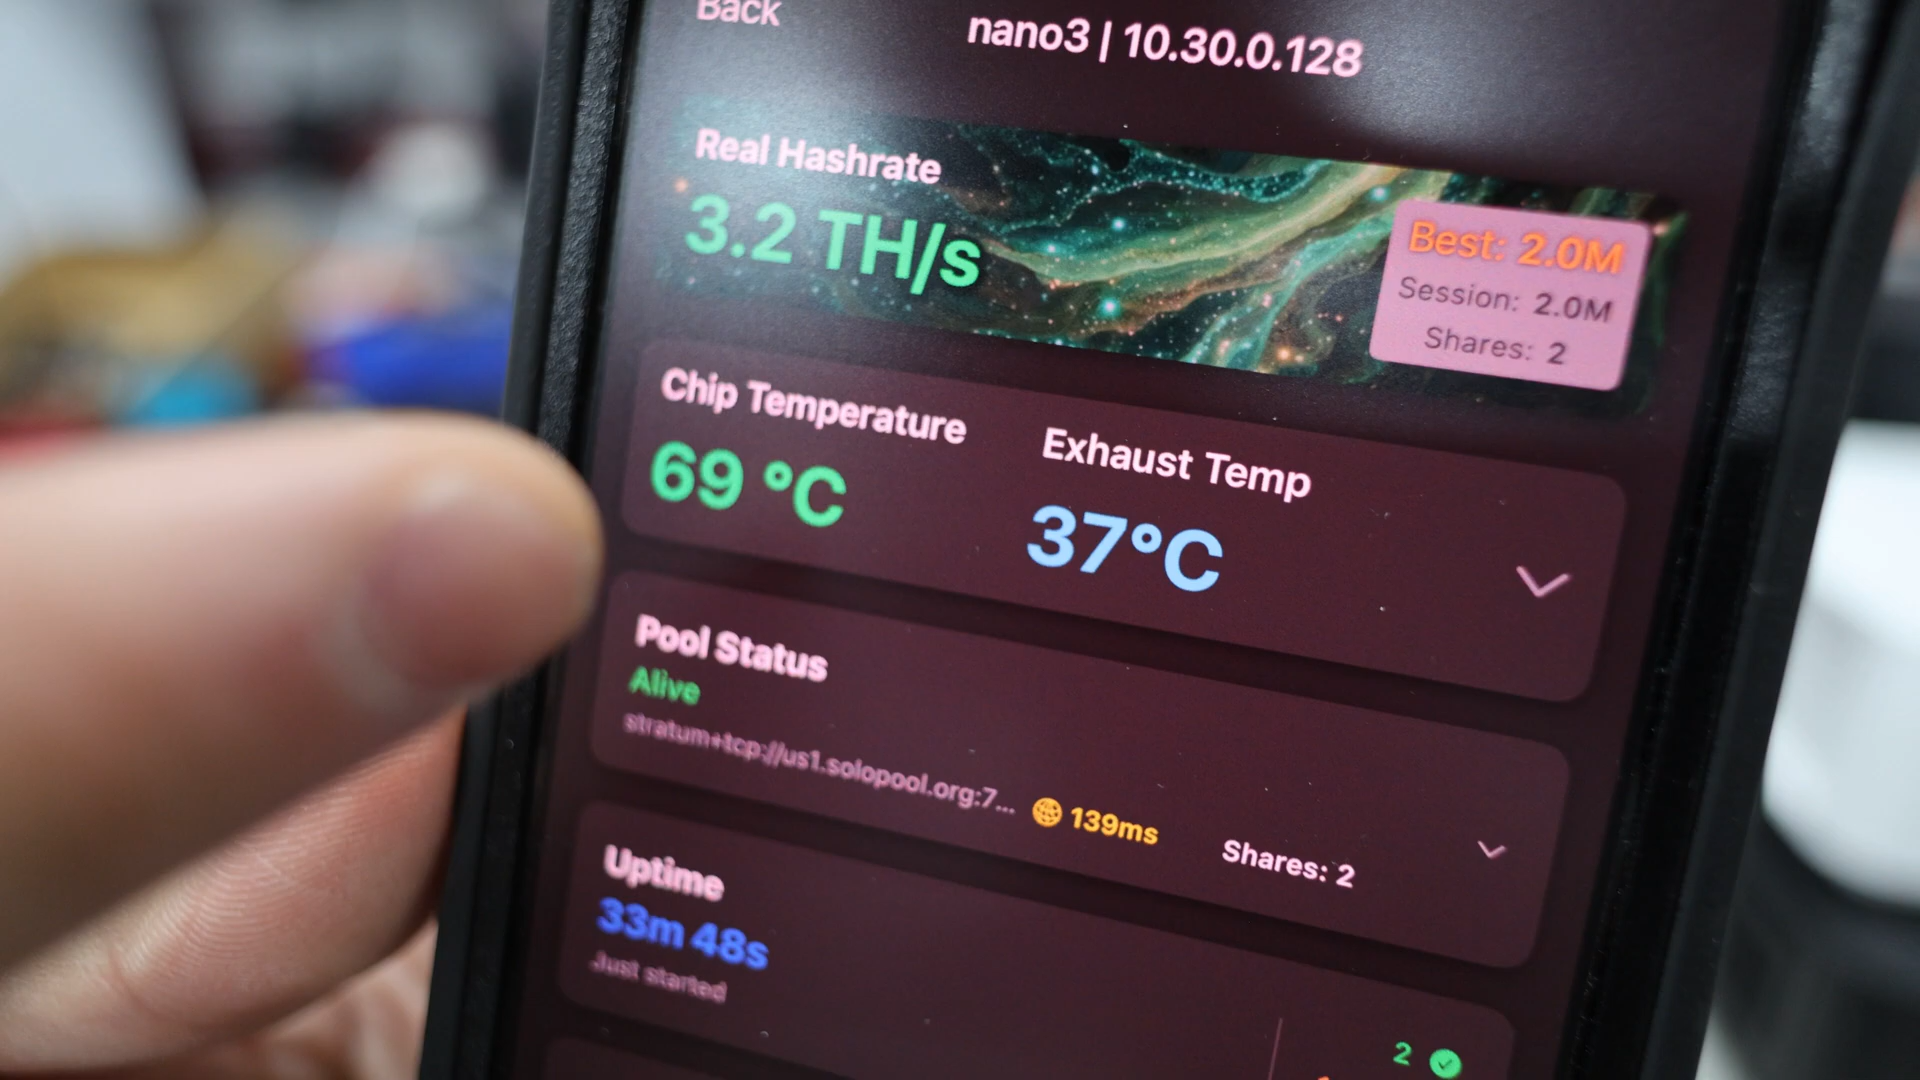 Back
nano3 | 10.30.0.128
Real Hashrate
3.2 TH/s
Best: 2.0M
Session: 2.0M
Shares: 2
Chip Temperature
69 °C
Exhaust Temp
37°C
Pool Status
Alive
stratum+tcp://us1.solopool.org:7...
139ms
Shares: 2
Uptime
33m 48s
Just started
2